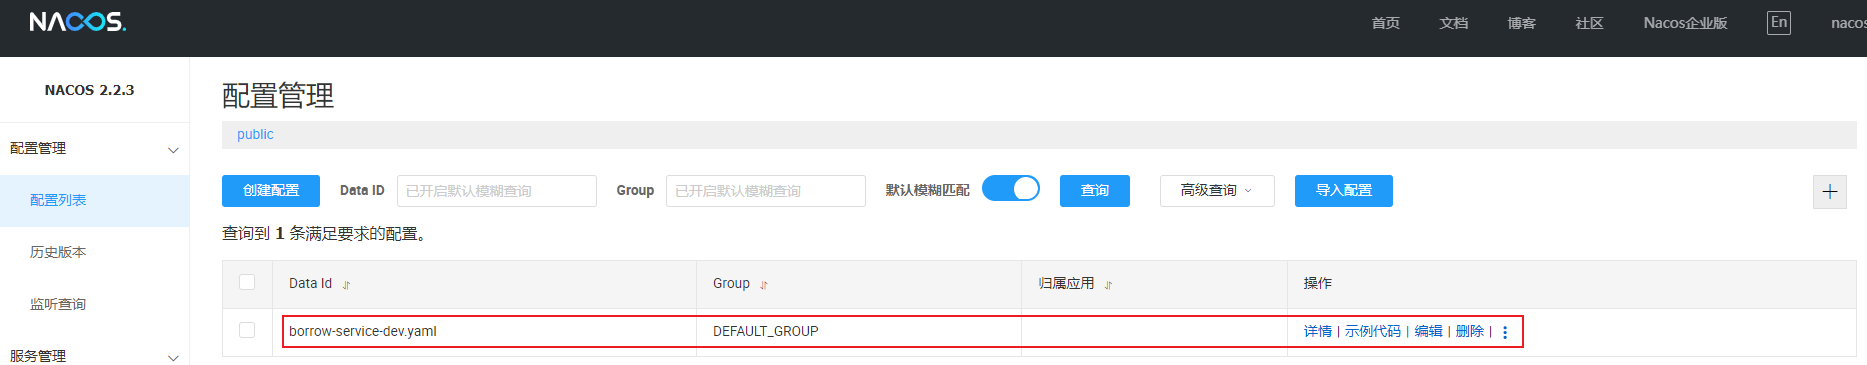 NACOS.
首页 文档 博客 社区 Nacos企业版 En nacos
NACOS 2.2.3
配置管理
配置列表
历史版本
监听查询
服务管理
配置管理
public
创建配置 Data ID 已开启默认模糊查询 Group 已开启默认模糊查询 默认模糊匹配 查询 高级查询 导入配置
查询到 1 条满足要求的配置。
Data Id Group 归属应用 操作
borrow-service-dev.yaml DEFAULT_GROUP 详情 | 示例代码 | 编辑 | 删除 |